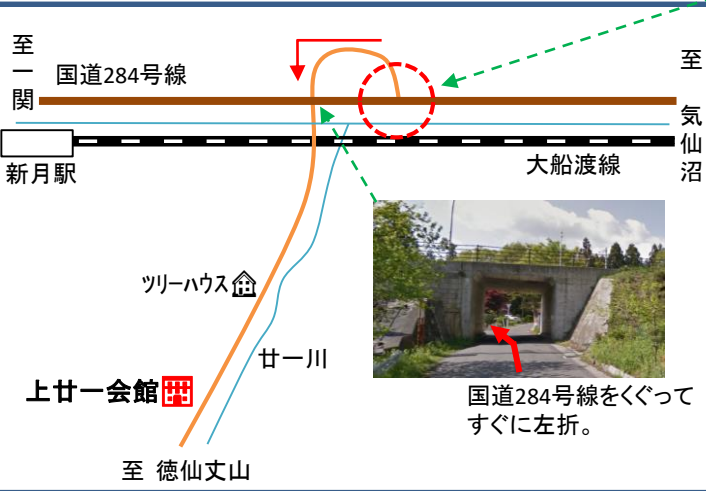 至一関
国道284号線
至
気仙沼
新月駅
大船渡線
ツリーハウス
廿一川
上廿一会館
国道284号線をくぐって
すぐに左折。
至 徳仙丈山